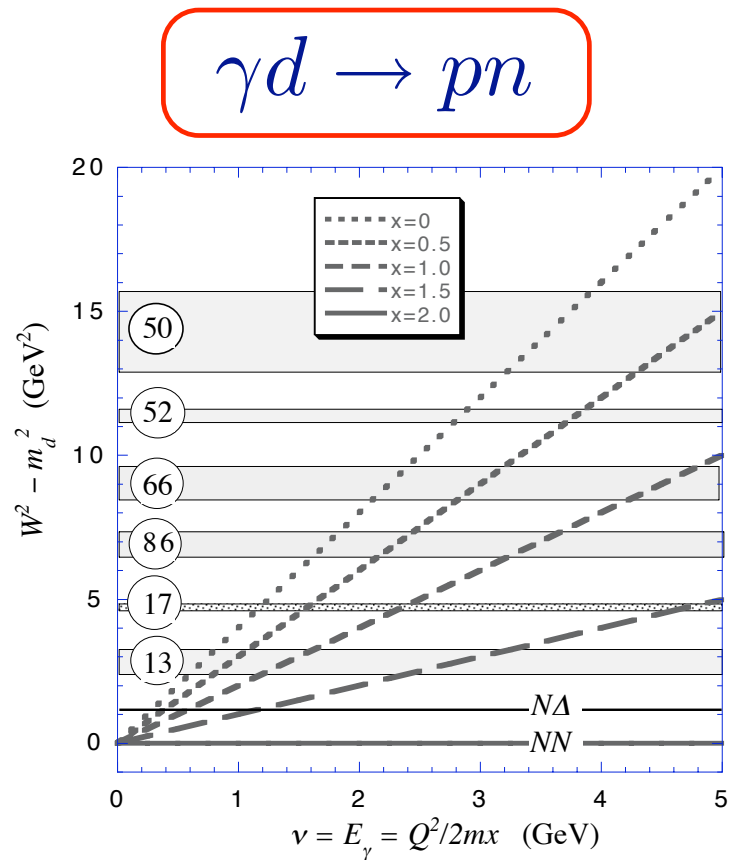 γd → pn
20
x=0
x=0.5
x=1.0
x=1.5
x=2.0
15
50
52
10
66
86
5
17
13
NΔ
NN
0
W² − m_d² (GeV²)
0 1 2 3 4 5
ν = E_γ = Q²/2mx (GeV)